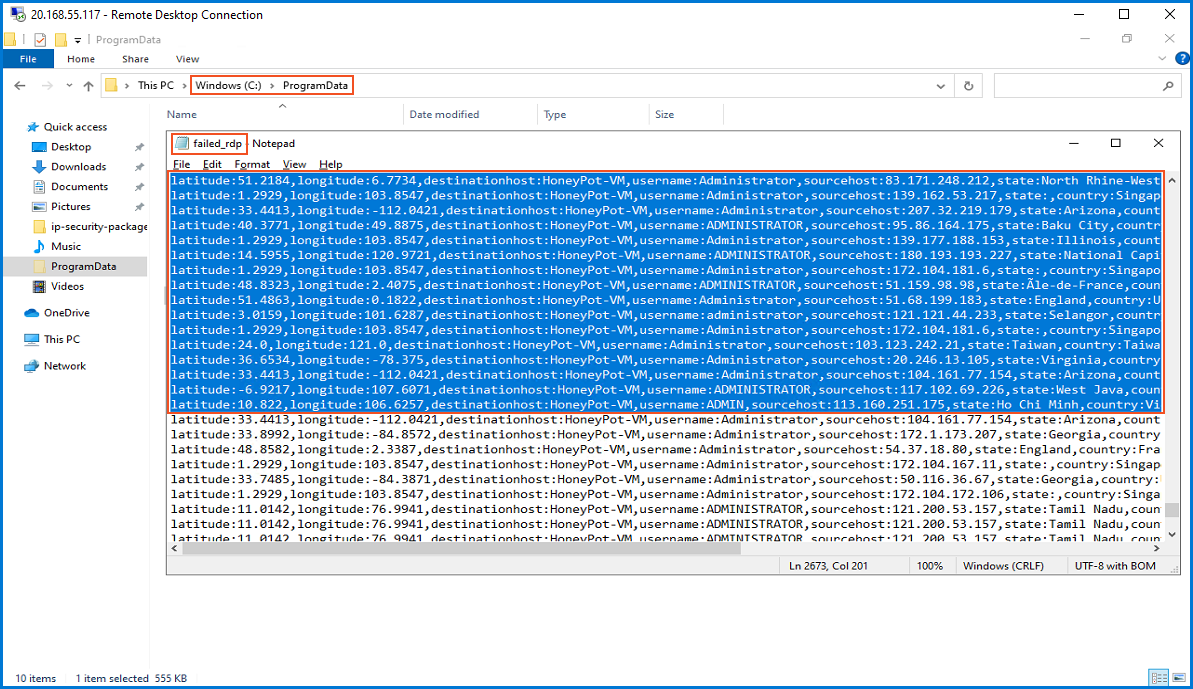 20.168.55.117 - Remote Desktop Connection
ProgramData
File Home Share View
This PC Windows (C:) ProgramData
Name Date modified Type Size
Quick access
Desktop
Downloads
Documents
Pictures
ip-security-package
Music
ProgramData
Videos
OneDrive
This PC
Network
failed_rdp - Notepad
File Edit Format View Help
latitude:51.2184,longitude:6.7734,destinationhost:HoneyPot-VM,username:Administrator,sourcehost:83.171.248.212,state:North Rhine-West
latitude:1.2929,longitude:103.8547,destinationhost:HoneyPot-VM,username:Administrator,sourcehost:139.162.53.217,state:,country:Singap
latitude:33.4413,longitude:-112.0421,destinationhost:HoneyPot-VM,username:Administrator,sourcehost:207.32.219.179,state:Arizona,count
latitude:40.3771,longitude:49.8875,destinationhost:HoneyPot-VM,username:ADMINISTRATOR,sourcehost:95.86.164.175,state:Baku City,countr
latitude:1.2929,longitude:103.8547,destinationhost:HoneyPot-VM,username:Administrator,sourcehost:139.177.188.153,state:Illinois,count
latitude:14.5955,longitude:120.9721,destinationhost:HoneyPot-VM,username:ADMINISTRATOR,sourcehost:180.193.193.227,state:National Capi
latitude:1.2929,longitude:103.8547,destinationhost:HoneyPot-VM,username:Administrator,sourcehost:172.104.181.6,state:,country:Singapo
latitude:48.8323,longitude:2.4075,destinationhost:HoneyPot-VM,username:ADMINISTRATOR,sourcehost:51.159.98.98,state:Ãle-de-France,coun
latitude:51.4863,longitude:0.1822,destinationhost:HoneyPot-VM,username:ADMINISTRATOR,sourcehost:51.68.199.183,state:England,country:U
latitude:3.0159,longitude:101.6287,destinationhost:HoneyPot-VM,username:administrator,sourcehost:121.121.44.233,state:Selangor,countr
latitude:1.2929,longitude:103.8547,destinationhost:HoneyPot-VM,username:Administrator,sourcehost:172.104.181.6,state:,country:Singapo
latitude:24.0,longitude:121.0,destinationhost:HoneyPot-VM,username:Administrator,sourcehost:103.123.242.21,state:Taiwan,country:Taiwa
latitude:36.6534,longitude:-78.375,destinationhost:HoneyPot-VM,username:Administrator,sourcehost:20.246.13.105,state:Virginia,country
latitude:33.4413,longitude:-112.0421,destinationhost:HoneyPot-VM,username:Administrator,sourcehost:104.161.77.154,state:Arizona,count
latitude:-6.9217,longitude:107.6071,destinationhost:HoneyPot-VM,username:ADMINISTRATOR,sourcehost:117.102.69.226,state:West Java,coun
latitude:10.822,longitude:106.6257,destinationhost:HoneyPot-VM,username:ADMIN,sourcehost:113.160.251.175,state:Ho Chi Minh,country:Vi
latitude:33.4413,longitude:-112.0421,destinationhost:HoneyPot-VM,username:Administrator,sourcehost:104.161.77.154,state:Arizona,count
latitude:33.8992,longitude:-84.8572,destinationhost:HoneyPot-VM,username:Administrator,sourcehost:172.1.173.207,state:Georgia,country
latitude:48.8582,longitude:2.3387,destinationhost:HoneyPot-VM,username:Administrator,sourcehost:54.37.18.80,state:England,country:Fra
latitude:1.2929,longitude:103.8547,destinationhost:HoneyPot-VM,username:Administrator,sourcehost:172.104.167.11,state:,country:Singap
latitude:33.7485,longitude:-84.3871,destinationhost:HoneyPot-VM,username:Administrator,sourcehost:50.116.36.67,state:Georgia,country:
latitude:1.2929,longitude:103.8547,destinationhost:HoneyPot-VM,username:Administrator,sourcehost:172.104.172.106,state:,country:Singa
latitude:11.0142,longitude:76.9941,destinationhost:HoneyPot-VM,username:ADMINISTRATOR,sourcehost:121.200.53.157,state:Tamil Nadu,coun
latitude:11.0142,longitude:76.9941,destinationhost:HoneyPot-VM,username:ADMINISTRATOR,sourcehost:121.200.53.157,state:Tamil Nadu,coun
latitude:11.0142,longitude:76.9941,destinationhost:HoneyPot-VM,username:ADMINISTRATOR,sourcehost:121.200.53.157,state:Tamil Nadu,coun
Ln 2673, Col 201 100% Windows (CRLF) UTF-8 with BOM
10 items 1 item selected 555 KB